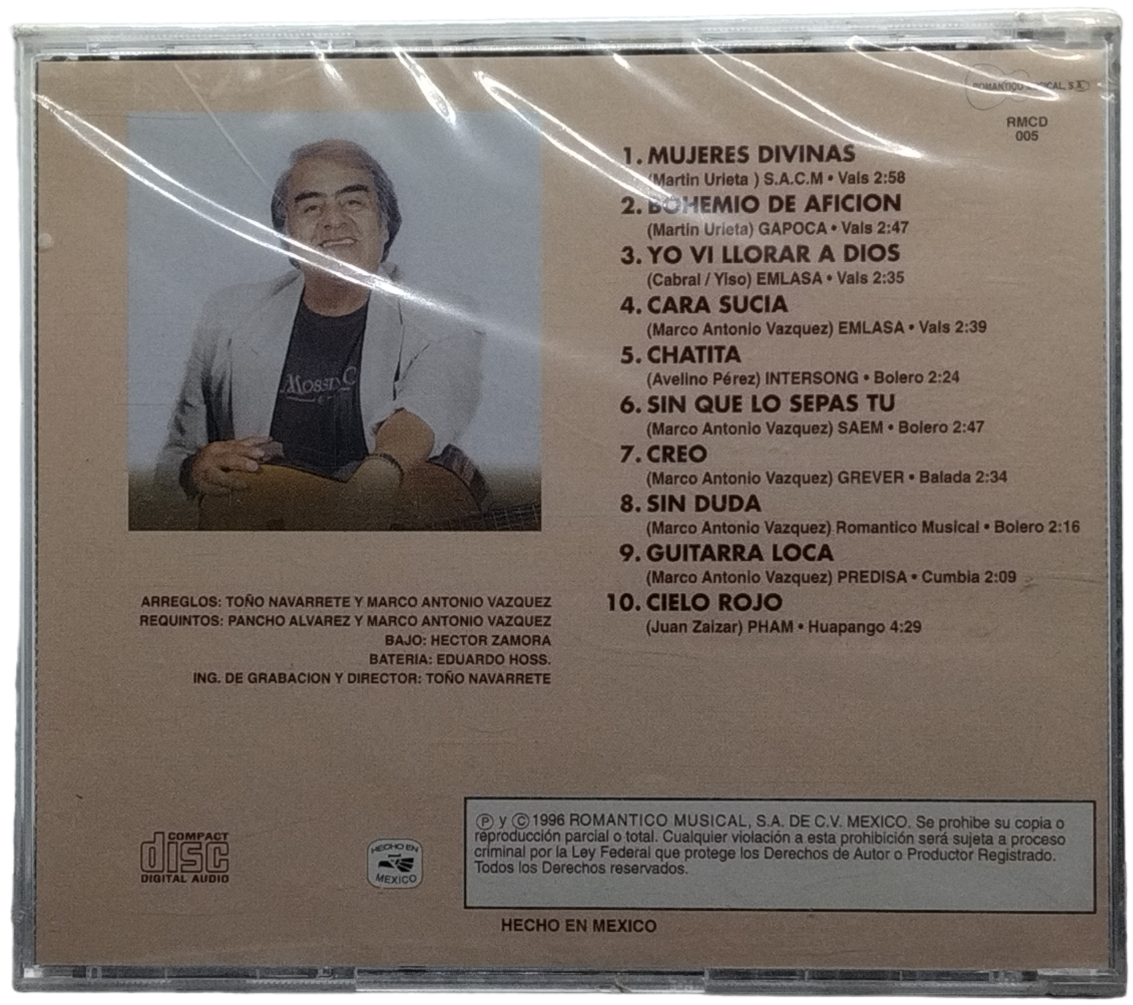 ROMANTICO MUSICAL, S.A.
RMCD
005
1. MUJERES DIVINAS
(Martin Urieta ) S.A.C.M • Vals 2:58
2. BOHEMIO DE AFICION
(Martin Urieta) GAPOCA • Vals 2:47
3. YO VI LLORAR A DIOS
(Cabral / Yiso) EMLASA • Vals 2:35
4. CARA SUCIA
(Marco Antonio Vazquez) EMLASA • Vals 2:39
5. CHATITA
(Avelino Pérez) INTERSONG • Bolero 2:24
6. SIN QUE LO SEPAS TU
(Marco Antonio Vazquez) SAEM • Bolero 2:47
7. CREO
(Marco Antonio Vazquez) GREVER • Balada 2:34
8. SIN DUDA
(Marco Antonio Vazquez) Romantico Musical • Bolero 2:16
9. GUITARRA LOCA
(Marco Antonio Vazquez) PREDISA • Cumbia 2:09
10. CIELO ROJO
(Juan Zaizar) PHAM • Huapango 4:29
ARREGLOS: TOÑO NAVARRETE Y MARCO ANTONIO VAZQUEZ
REQUINTOS: PANCHO ALVAREZ Y MARCO ANTONIO VAZQUEZ
BAJO: HECTOR ZAMORA
BATERIA: EDUARDO HOSS.
ING. DE GRABACION Y DIRECTOR: TOÑO NAVARRETE
COMPACT
disc
DIGITAL AUDIO
HECHO EN
MEXICO
Ⓟ y © 1996 ROMANTICO MUSICAL, S.A. DE C.V. MEXICO. Se prohibe su copia o
reproducción parcial o total. Cualquier violación a esta prohibición será sujeta a proceso
criminal por la Ley Federal que protege los Derechos de Autor o Productor Registrado.
Todos los Derechos reservados.
HECHO EN MEXICO